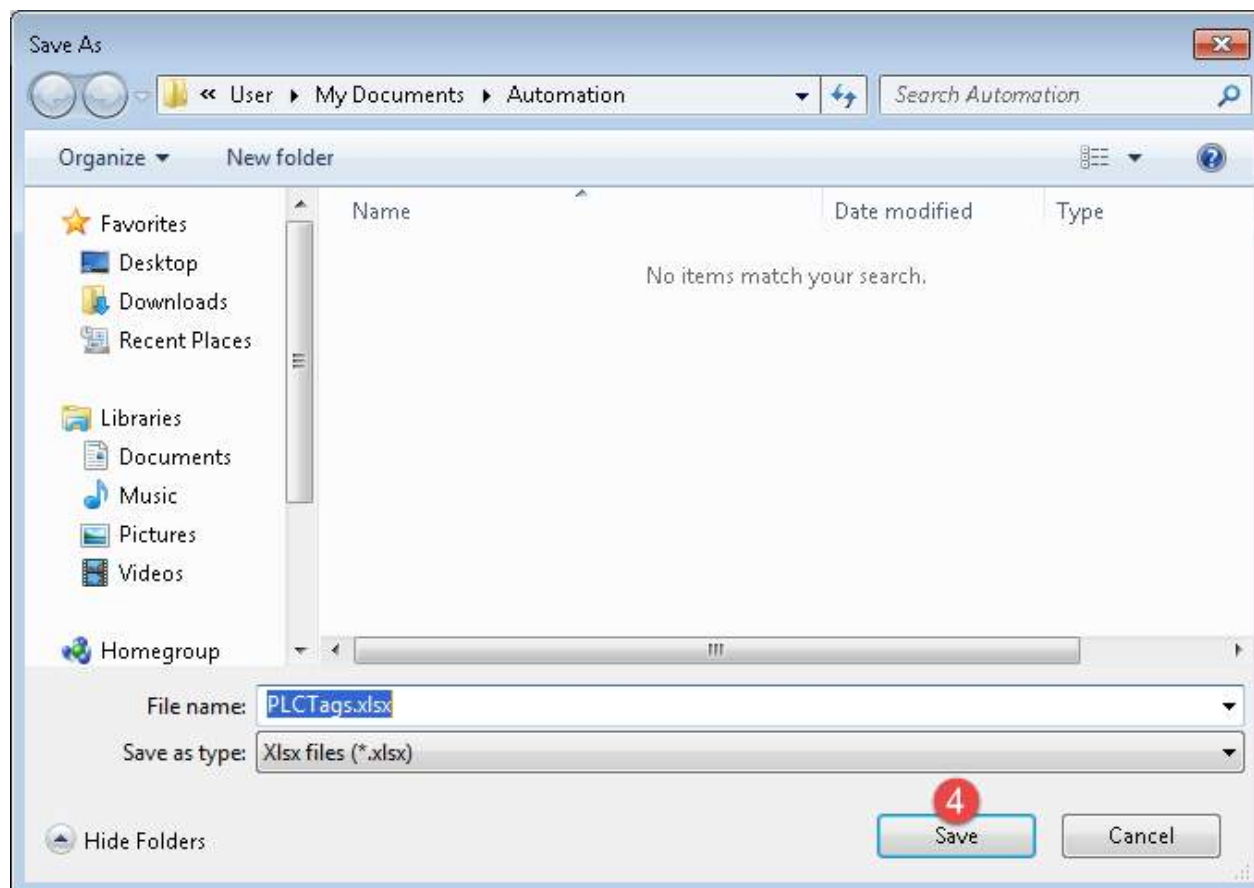 Save As
« User ▸ My Documents ▸ Automation
Search Automation
Organize
New folder
Favorites
Desktop
Downloads
Recent Places
Libraries
Documents
Music
Pictures
Videos
Homegroup
Name
Date modified
Type
No items match your search.
File name: PLCTags.xlsx
Save as type: Xlsx files (*.xlsx)
4
Hide Folders
Save
Cancel